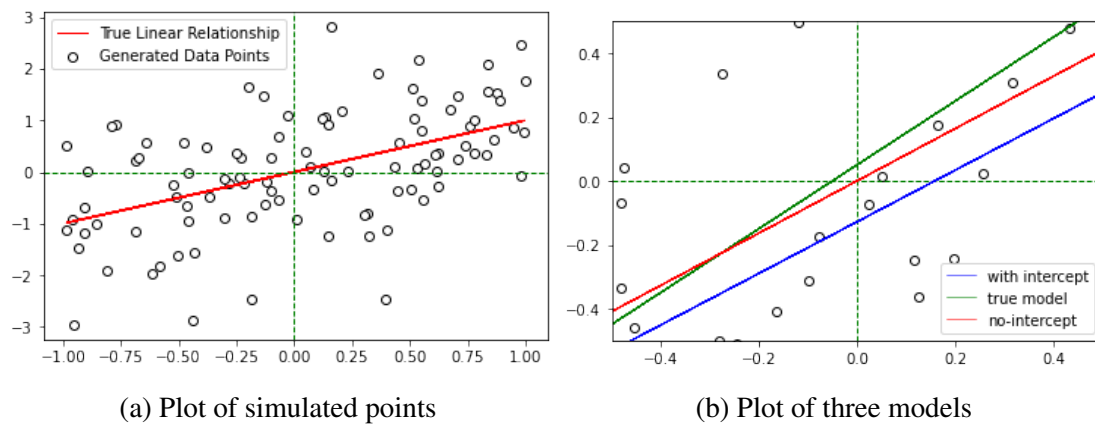 3
2
1
0
−1
−2
−3
−1.00 −0.75 −0.50 −0.25 0.00 0.25 0.50 0.75 1.00
True Linear Relationship
Generated Data Points
(a) Plot of simulated points
0.4
0.2
0.0
−0.2
−0.4
−0.4 −0.2 0.0 0.2 0.4
with intercept
true model
no-intercept
(b) Plot of three models